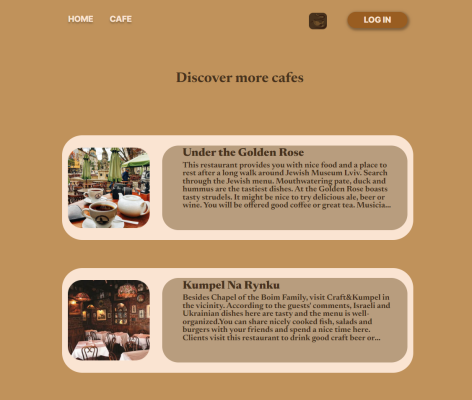 HOME CAFE LOG IN
Discover more cafes
Under the Golden Rose
This restaurant provides you with nice food and a place to
rest after a long walk around Jewish Museum Lviv. Search
through the Jewish menu. Mouthwatering pate, duck and
hummus are the tastiest dishes. At the Golden Rose boasts
tasty strudels. It might be nice to try delicious ale, beer or
wine. You will be offered good coffee or great tea. Musicia...
Kumpel Na Rynku
Besides Chapel of the Boim Family, visit Craft&Kumpel in
the vicinity. According to the guests' comments, Israeli and
Ukrainian dishes here are tasty and the menu is well-
organized.You can share nicely cooked fish, salads and
burgers with your friends and spend a nice time here.
Clients visit this restaurant to drink good craft beer or...